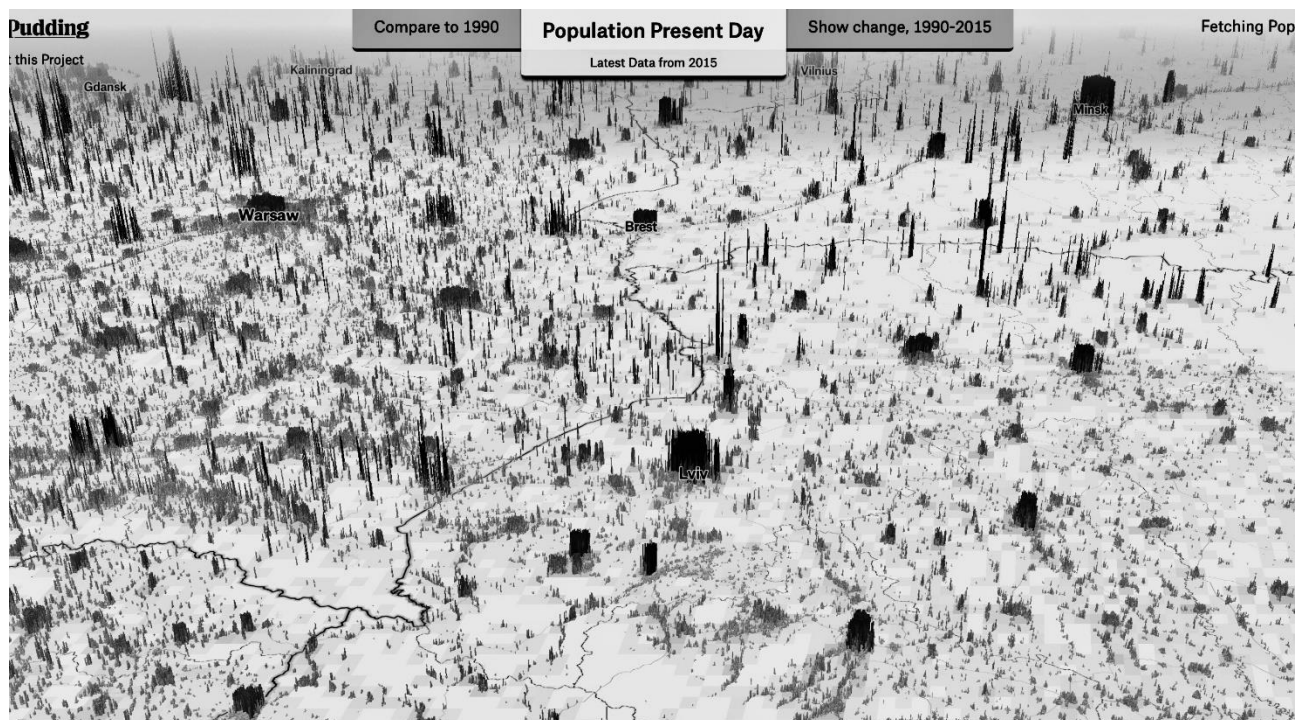 Pudding
Compare to 1990
Population Present Day
Show change, 1990-2015
Fetching Pop
Latest Data from 2015
t this Project
Gdansk
Kaliningrad
Vilnius
Minsk
Warsaw
Brest
Lviv